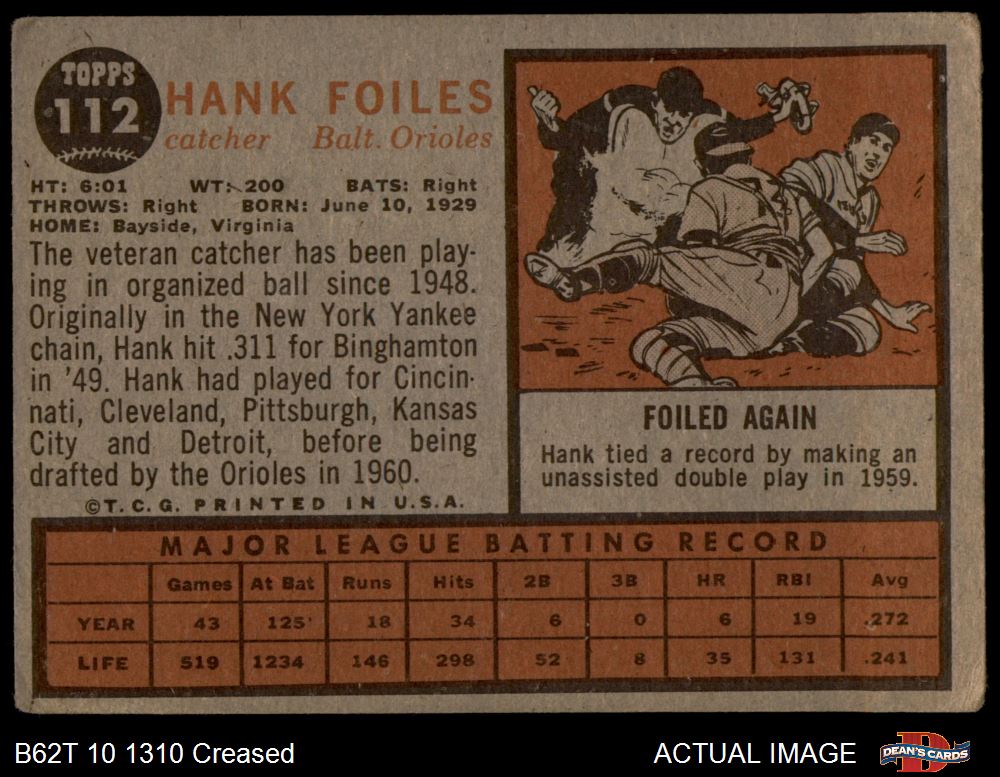 TOPPS
112
HANK FOILES
catcher Balt. Orioles
HT: 6:01 WT: 200 BATS: Right
THROWS: Right BORN: June 10, 1929
HOME: Bayside, Virginia
The veteran catcher has been play-
ing in organized ball since 1948.
Originally in the New York Yankee
chain, Hank hit .311 for Binghamton
in '49. Hank had played for Cincin-
nati, Cleveland, Pittsburgh, Kansas
City and Detroit, before being
drafted by the Orioles in 1960.
©T.C.G. PRINTED IN U.S.A.
FOILED AGAIN
Hank tied a record by making an
unassisted double play in 1959.
MAJOR LEAGUE BATTING RECORD
Games At Bat Runs Hits 2B 3B HR RBI Avg
YEAR 43 125 18 34 6 0 6 19 .272
LIFE 519 1234 146 298 52 8 35 131 .241
B62T 10 1310 Creased
ACTUAL IMAGE
DEAN'S CARDS